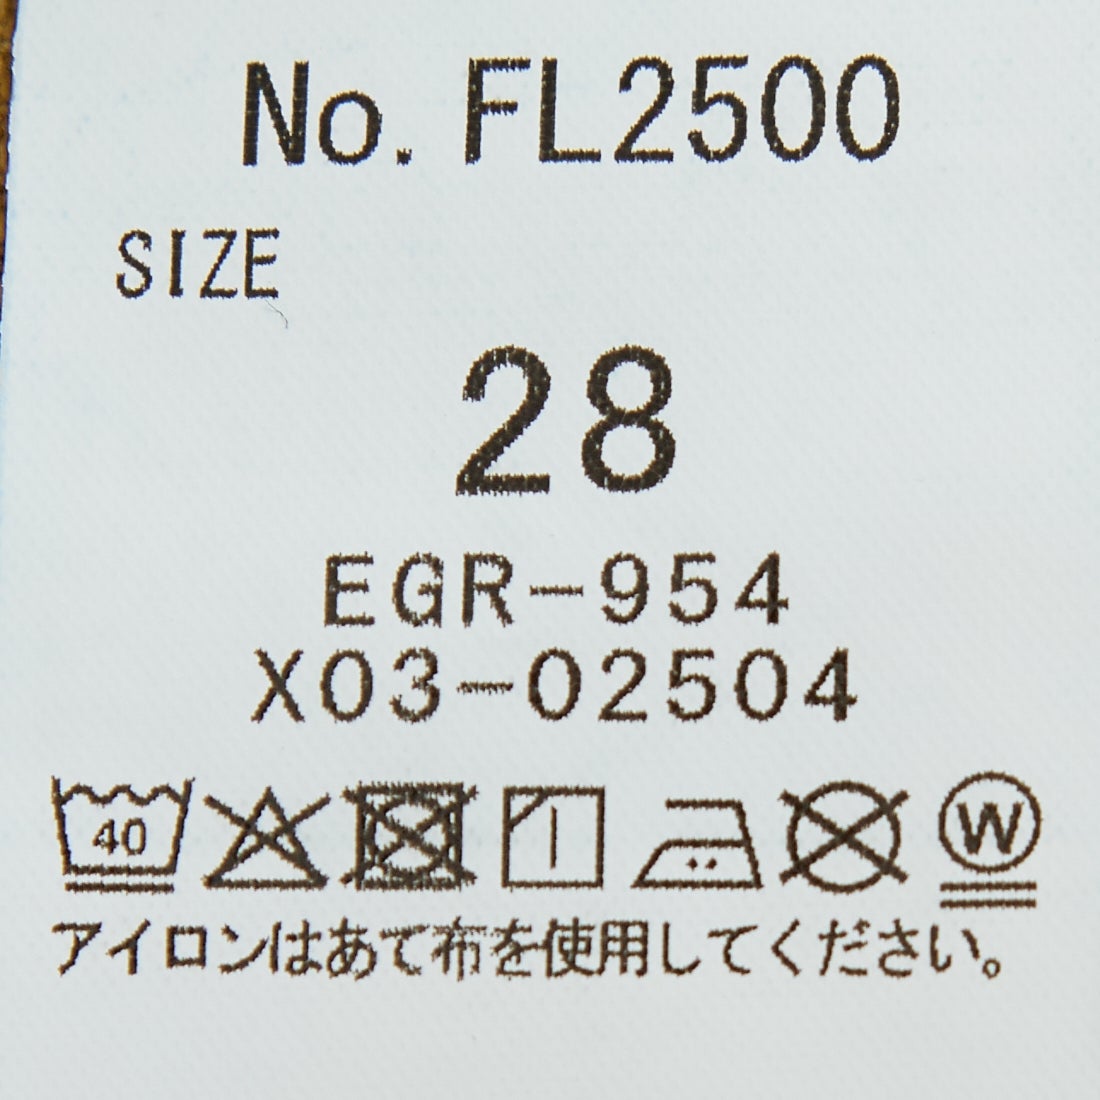 No. FL2500
SIZE
28
EGR-954
X03-02504
40 W
アイロンはあて布を使用してください。